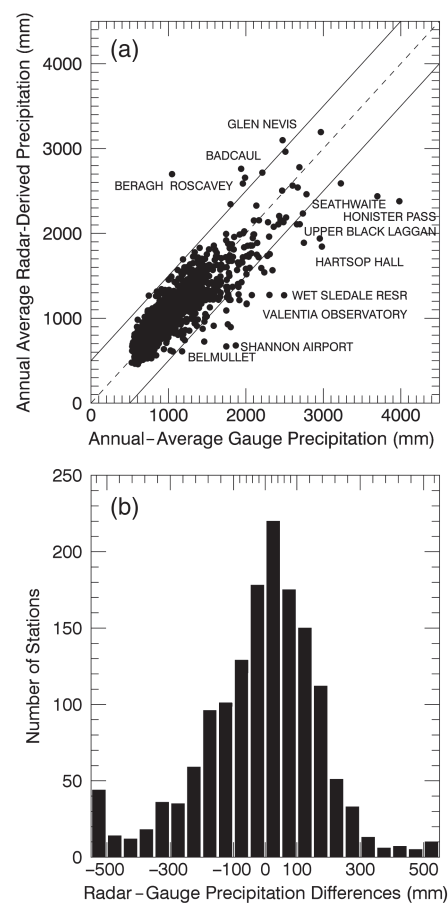 (a)
Annual Average Radar-Derived Precipitation (mm)
4000
3000
2000
1000
0
GLEN NEVIS
BADCAUL
BERAGH ROSCAVEY
SEATHWAITE
HONISTER PASS
UPPER BLACK LAGGAN
HARTSOP HALL
WET SLEDALE RESR
VALENTIA OBSERVATORY
SHANNON AIRPORT
BELMULLET
0 1000 2000 3000 4000
Annual-Average Gauge Precipitation (mm)
(b)
Number of Stations
250
200
150
100
50
0
-500 -300 -100 0 100 300 500
Radar-Gauge Precipitation Differences (mm)